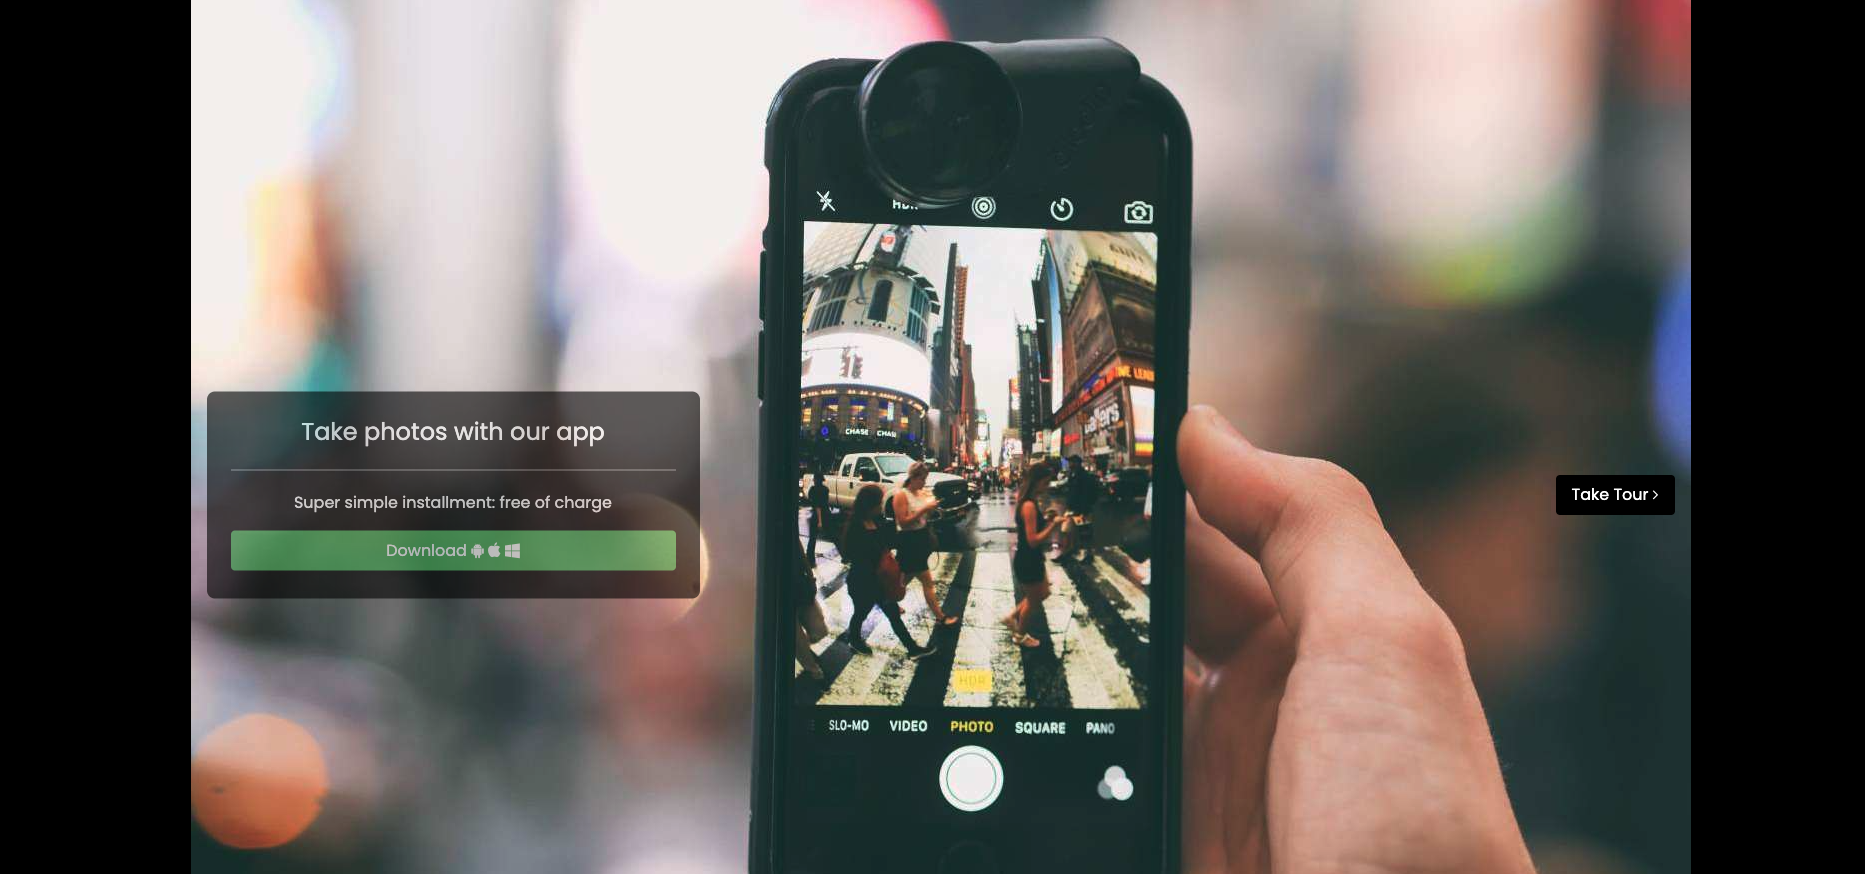 HDR
Take photos with our app
Super simple installment: free of charge
Download
Take Tour
CHASE CHASE
HDR
SLO-MO VIDEO PHOTO SQUARE PANO